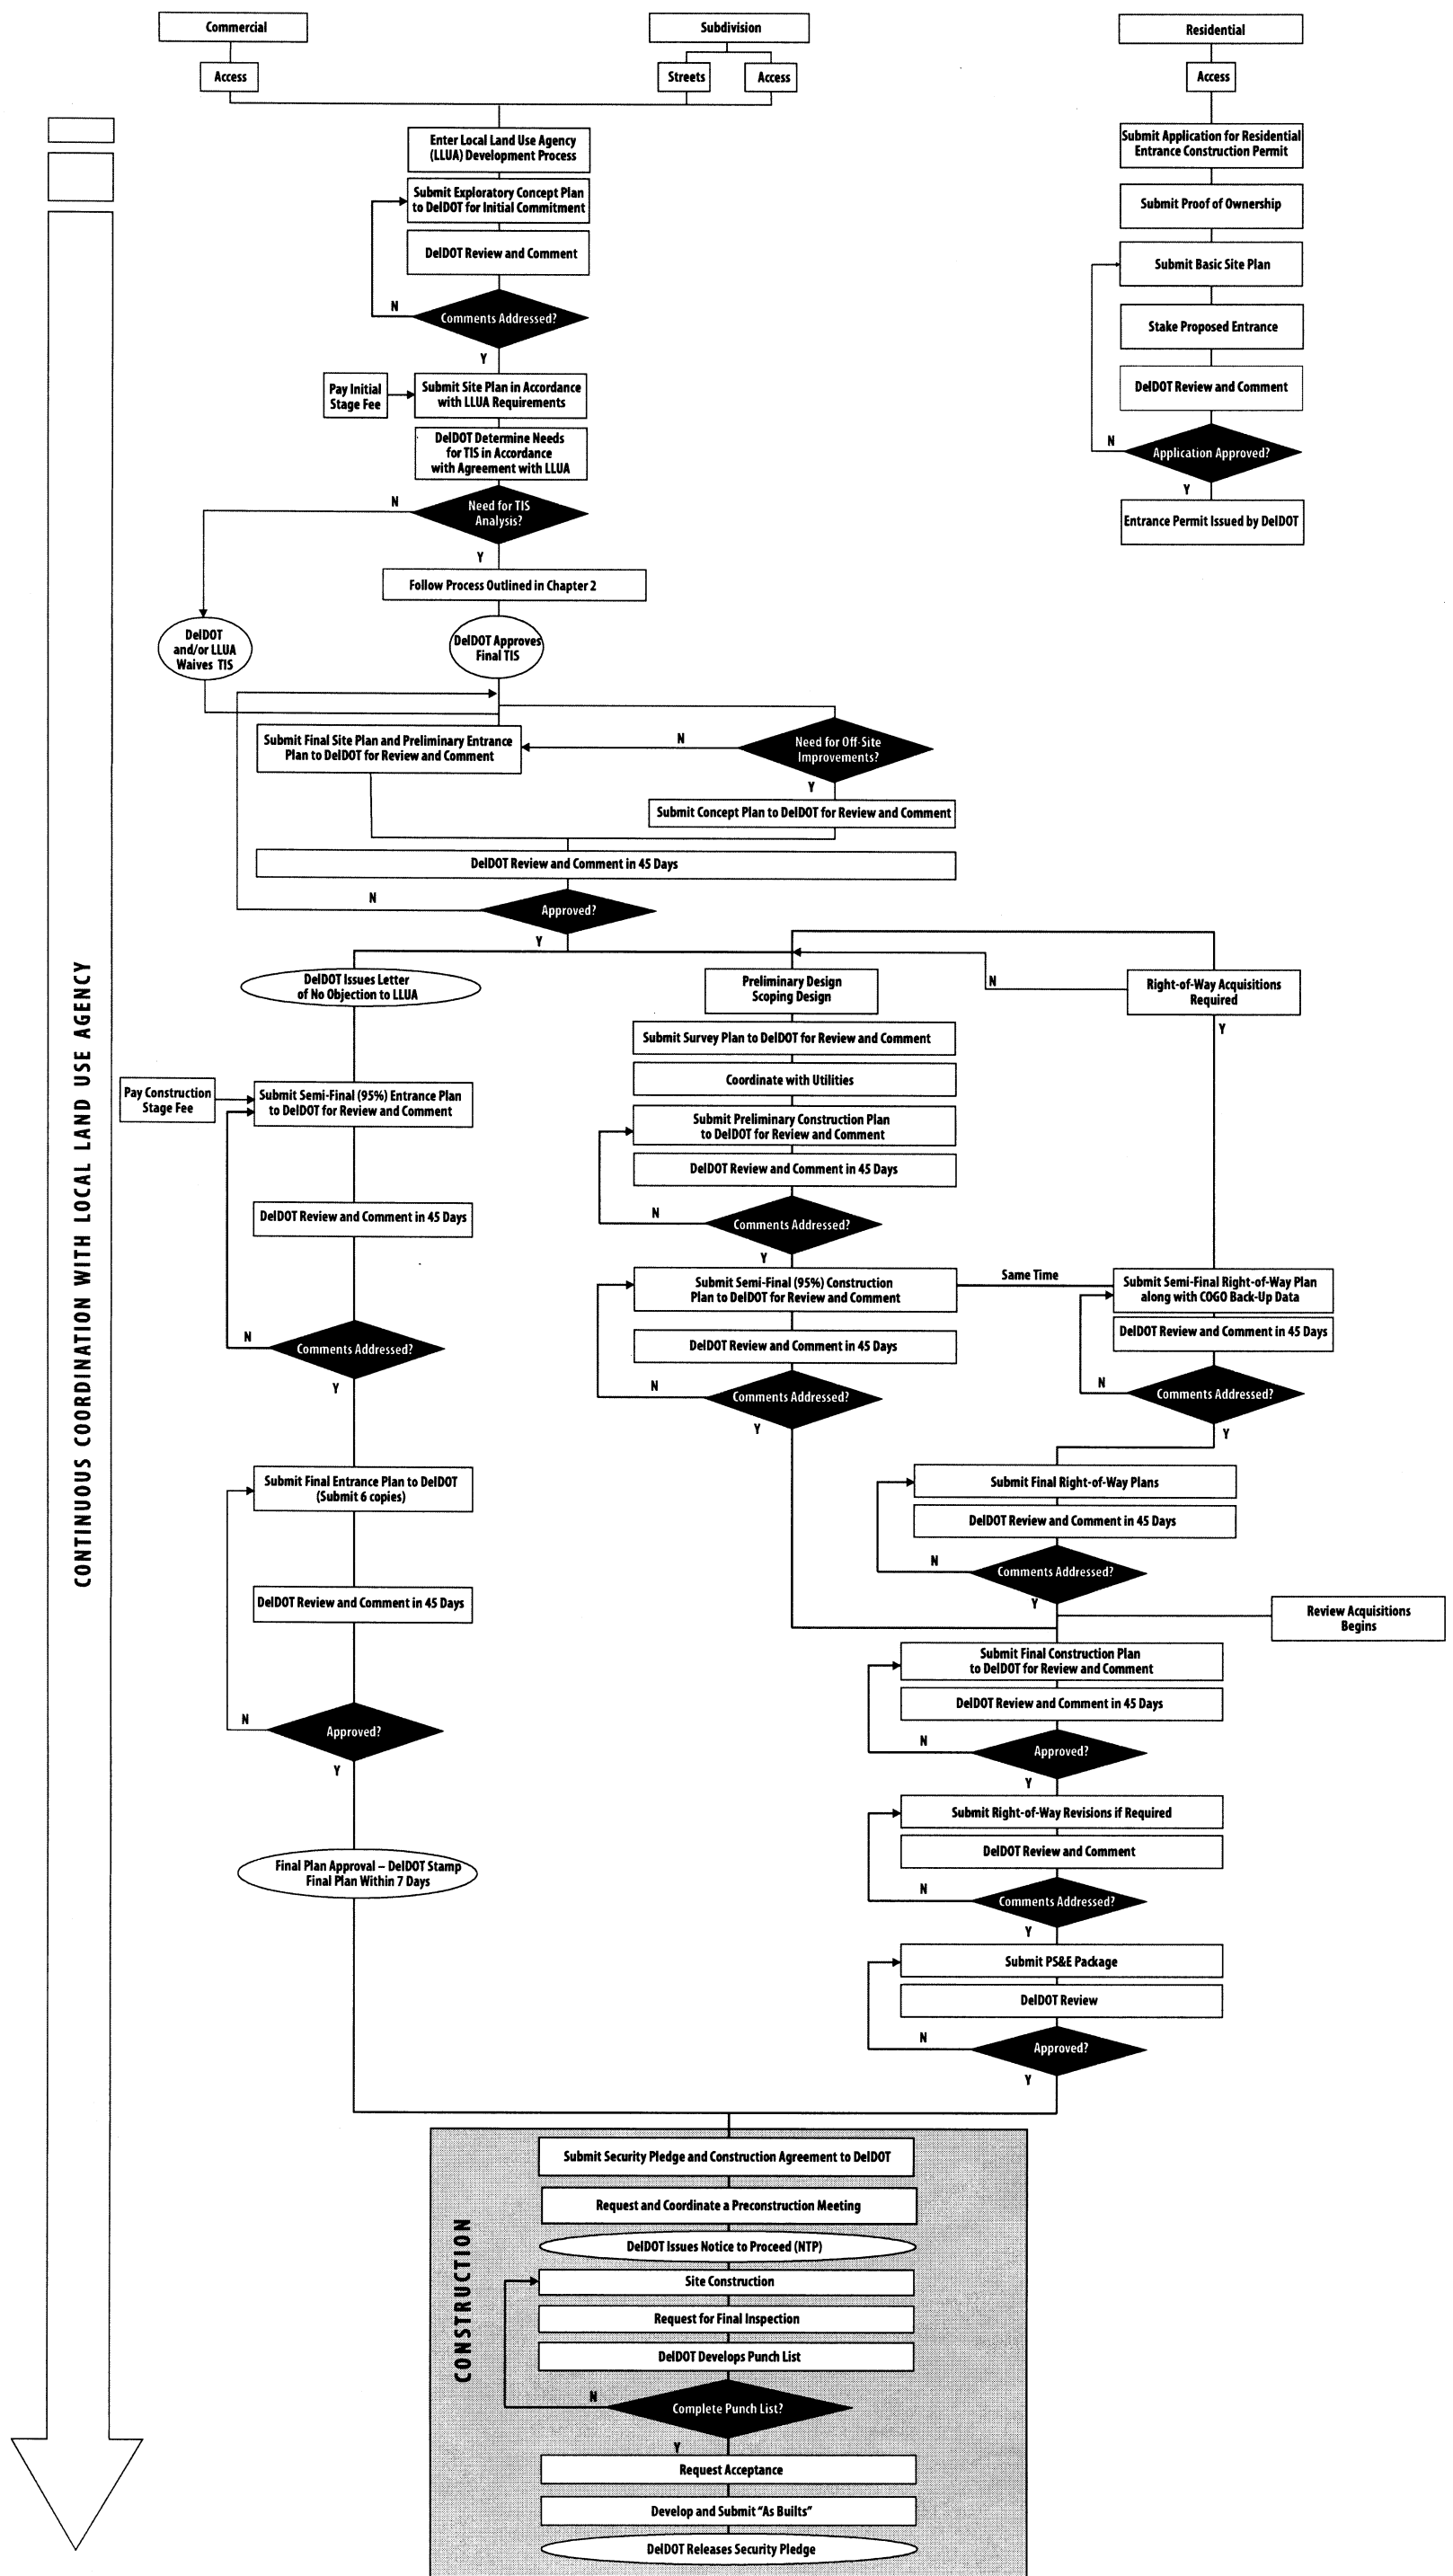 Commercial
Access
Subdivision
Streets
Access
Residential
Access
Enter Local Land Use Agency
(LLUA) Development Process
Submit Exploratory Concept Plan
to DelDOT for Initial Commitment
DelDOT Review and Comment
N
Comments Addressed?
Y
Pay Initial
Stage Fee
Submit Site Plan in Accordance
with LLUA Requirements
DelDOT Determine Needs
for TIS in Accordance
with Agreement with LLUA
N
Need for TIS
Analysis?
Y
Follow Process Outlined in Chapter 2
DelDOT
and/or LLUA
Waives TIS
DelDOT Approves
Final TIS
Submit Application for Residential
Entrance Construction Permit
Submit Proof of Ownership
Submit Basic Site Plan
Stake Proposed Entrance
DelDOT Review and Comment
N
Application Approved?
Y
Entrance Permit Issued by DelDOT
Submit Final Site Plan and Preliminary Entrance
Plan to DelDOT for Review and Comment
N
Need for Off-Site
Improvements?
Y
Submit Concept Plan to DelDOT for Review and Comment
DelDOT Review and Comment in 45 Days
N
Approved?
Y
CONTINUOUS COORDINATION WITH LOCAL LAND USE AGENCY
DelDOT Issues Letter
of No Objection to LLUA
Pay Construction
Stage Fee
Submit Semi-Final (95%) Entrance Plan
to DelDOT for Review and Comment
DelDOT Review and Comment in 45 Days
N
Comments Addressed?
Y
Submit Final Entrance Plan to DelDOT
(Submit 6 copies)
DelDOT Review and Comment in 45 Days
N
Approved?
Y
Final Plan Approval – DelDOT Stamp
Final Plan Within 7 Days
Preliminary Design
Scoping Design
Submit Survey Plan to DelDOT for Review and Comment
Coordinate with Utilities
Submit Preliminary Construction Plan
to DelDOT for Review and Comment
DelDOT Review and Comment in 45 Days
N
Comments Addressed?
Y
Submit Semi-Final (95%) Construction
Plan to DelDOT for Review and Comment
Same Time
DelDOT Review and Comment in 45 Days
N
Comments Addressed?
Y
N
Right-of-Way Acquisitions
Required
Y
Submit Semi-Final Right-of-Way Plan
along with COGO Back-Up Data
DelDOT Review and Comment in 45 Days
N
Comments Addressed?
Y
Submit Final Right-of-Way Plans
DelDOT Review and Comment in 45 Days
N
Comments Addressed?
Y
Review Acquisitions
Begins
Submit Final Construction Plan
to DelDOT for Review and Comment
DelDOT Review and Comment in 45 Days
N
Approved?
Y
Submit Right-of-Way Revisions if Required
DelDOT Review and Comment
N
Comments Addressed?
Y
Submit PS&E Package
DelDOT Review
N
Approved?
Y
CONSTRUCTION
Submit Security Pledge and Construction Agreement to DelDOT
Request and Coordinate a Preconstruction Meeting
DelDOT Issues Notice to Proceed (NTP)
Site Construction
Request for Final Inspection
DelDOT Develops Punch List
N
Complete Punch List?
Y
Request Acceptance
Develop and Submit “As Builts”
DelDOT Releases Security Pledge